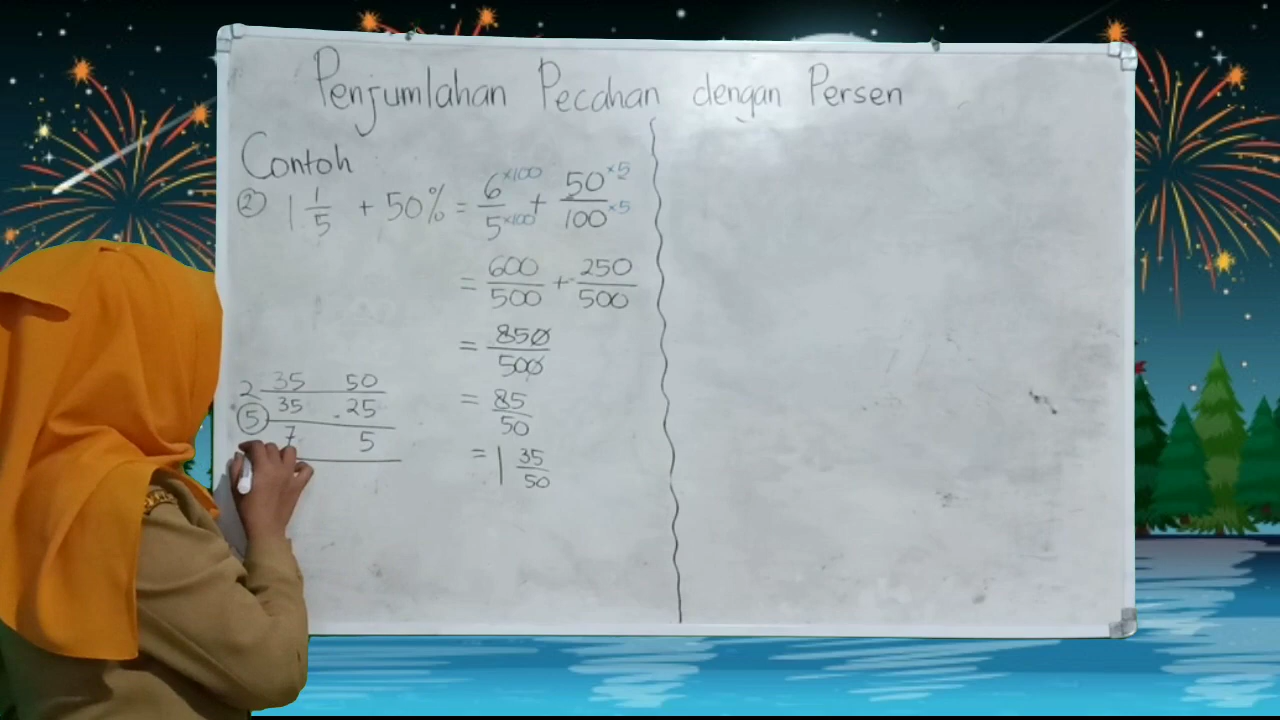 Penjumlahan Pecahan dengan Persen
Contoh
② 1 1/5 + 50% = 6×100/5×100 + 50×5/100×5
= 600/500 + 250/500
= 850/500
= 85/50
= 1 35/50
2 35 50
5 35 25
7 5